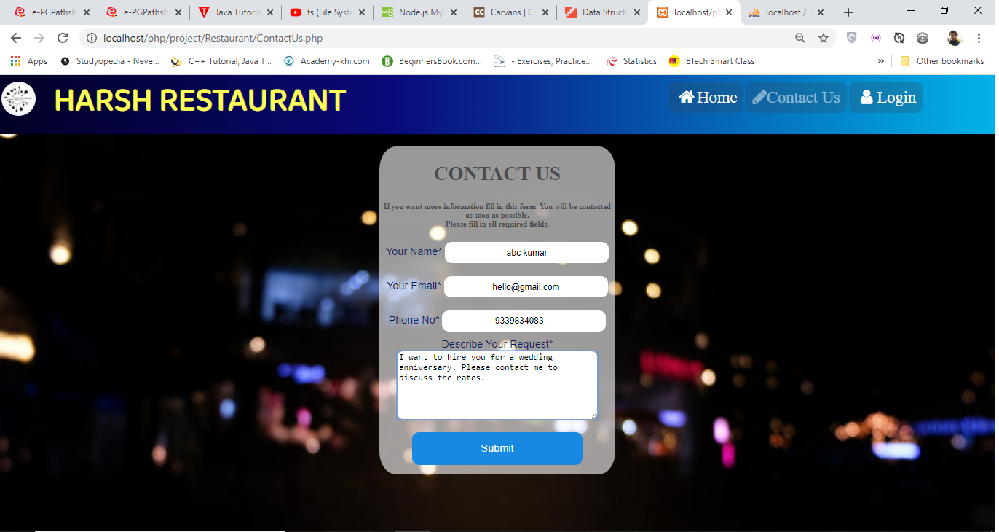 e-PGPathsh
e-PGPathsh
Java Tutoria
fs (File Syste
Node.js My
Carvans | Co
Data Struct
localhost/p
localhost /
PMA
localhost/php/project/Restaurant/ContactUs.php
Apps
Studyopedia - Neve...
C++ Tutorial, Java T...
Academy-khi.com
BeginnersBook.com...
- Exercises, Practice...
Statistics
BTech Smart Class
»
Other bookmarks
HARSH RESTAURANT
Home
Contact Us
Login
CONTACT US
If you want more information fill in this form. You will be contacted
as soon as possible.
Please fill in all required fields.
Your Name* abc kumar
Your Email* hello@gmail.com
Phone No* 9339834083
Describe Your Request*
I want to hire you for a wedding
anniversary. Please contact me to
discuss the rates.
Submit